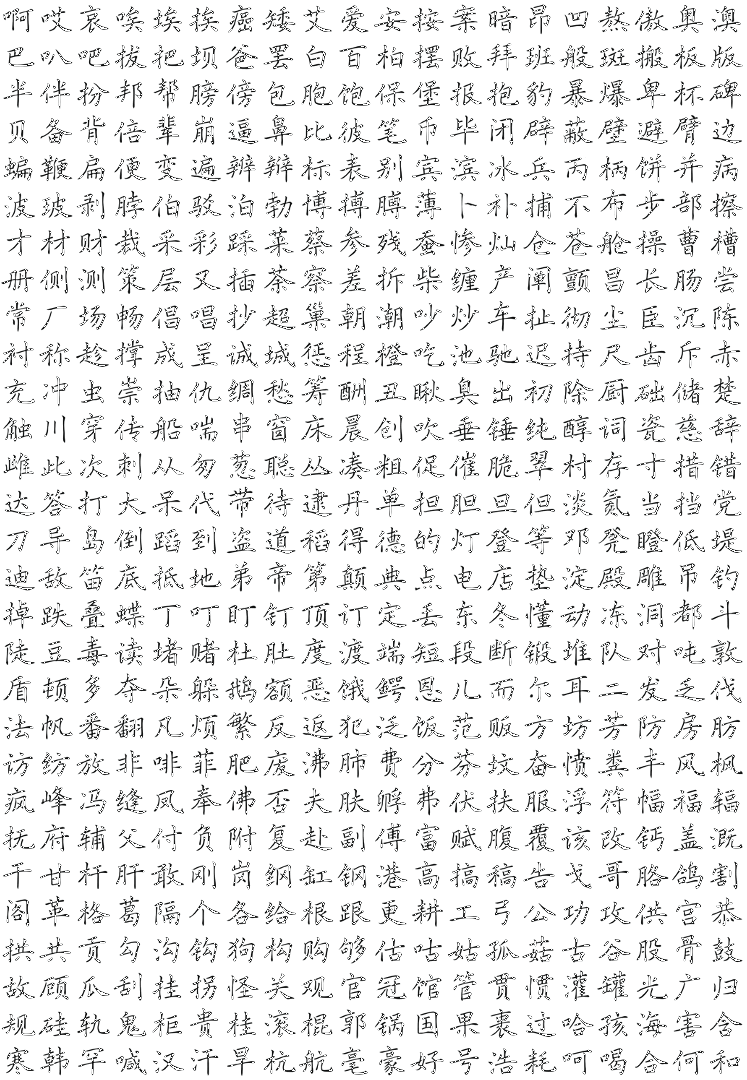 啊哎哀唉埃挨癌矮艾爱安按案暗昂凹熬傲奥澳
巴叭吧拔把坝爸罢白百柏摆败拜班般斑搬板版
半伴扮邦帮膀傍包胞饱保堡报抱豹暴爆卑杯碑
贝备背倍辈崩逼鼻比彼笔币毕闭辟蔽壁避臂边
蝙鞭扁便变遍辨辩标表别宾滨冰兵丙柄饼并病
波玻剥脖伯驳泊勃博搏膊薄卜补捕不布步部擦
才材财裁采彩踩菜蔡参残蚕惨灿仓苍舱操曹槽
册侧测策层叉插茶察差拆柴缠产阐颤昌长肠尝
常厂场畅倡唱抄超巢朝潮吵炒车扯彻尘臣沉陈
衬称趁撑成呈诚城惩程橙吃池驰迟持尺齿斥赤
充冲虫崇抽仇绸愁筹酬丑瞅臭出初除厨础储楚
触川穿传船喘串窗床晨创吹垂锤纯醇词瓷慈辞
雌此次刺从匆葱聪丛凑粗促催脆翠村存寸措错
达答打大呆代带待逮丹单担胆旦但淡氮当挡党
刀导岛倒蹈到盗道稻得德的灯登等邓凳瞪低堤
迪敌笛底抵地弟帝第颠典点电店垫淀殿雕吊钓
掉跌叠蝶丁叮盯钉顶订定丢东冬懂动冻洞都斗
陡豆毒读堵赌杜肚度渡端短段断锻堆队对吨敦
盾顿多夺朵躲鹅额恶饿鳄恩儿而尔耳二发乏伐
法帆番翻凡烦繁反返犯泛饭范贩方坊芳防房肪
访纺放非啡菲肥废沸肺费分芬坟奋愤粪丰风枫
疯峰冯缝凤奉佛否夫肤孵弗伏扶服浮符幅福辐
抚府辅父付负附复赴副傅富赋腹覆该改钙盖溉
干甘杆肝敢刚岗纲缸钢港高搞稿告戈哥胳鸽割
阁革格葛隔个各给根跟更耕工弓公功攻供宫恭
拱共贡勾沟钩狗构购够估咕姑孤菇古谷股骨鼓
故顾瓜刮挂拐怪关观官冠馆管贯惯灌罐光广归
规硅轨鬼柜贵桂滚棍郭锅国果裹过哈孩海害含
寒韩罕喊汉汗旱杭航毫豪好号浩耗呵喝合何和